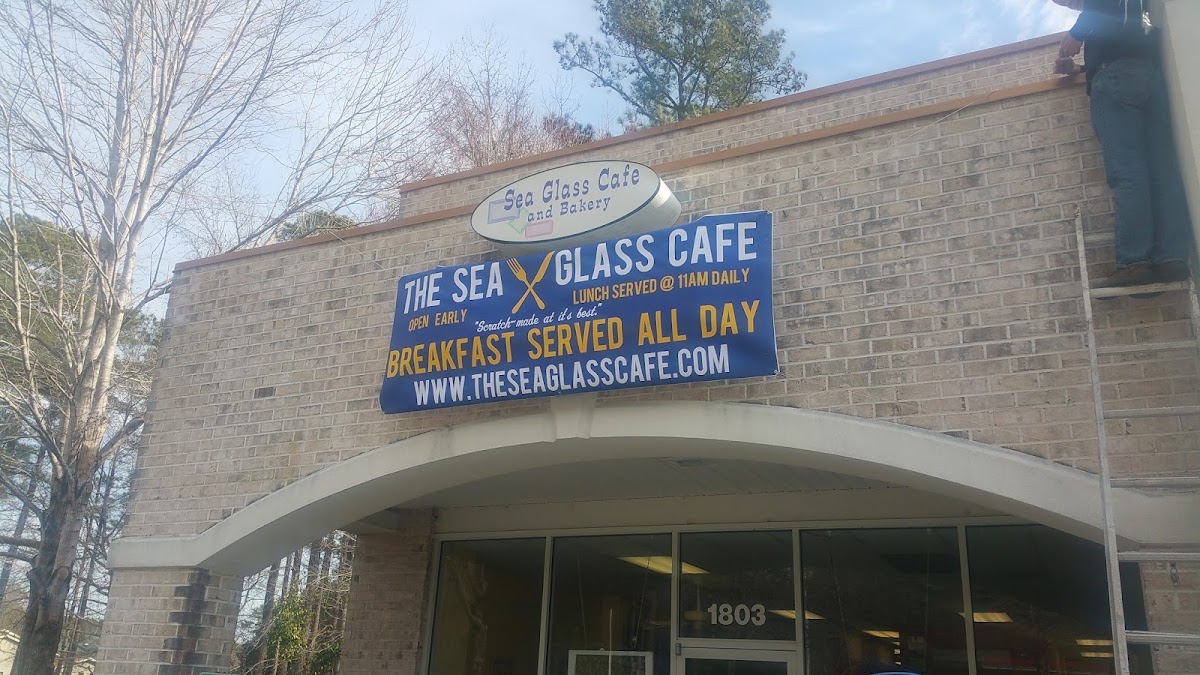 Sea Glass Cafe
and Bakery
THE SEA GLASS CAFE
OPEN EARLY
LUNCH SERVED @ 11AM DAILY
"Scratch-made at it's best."
BREAKFAST SERVED ALL DAY
WWW.THESEAGLASSCAFE.COM
1803